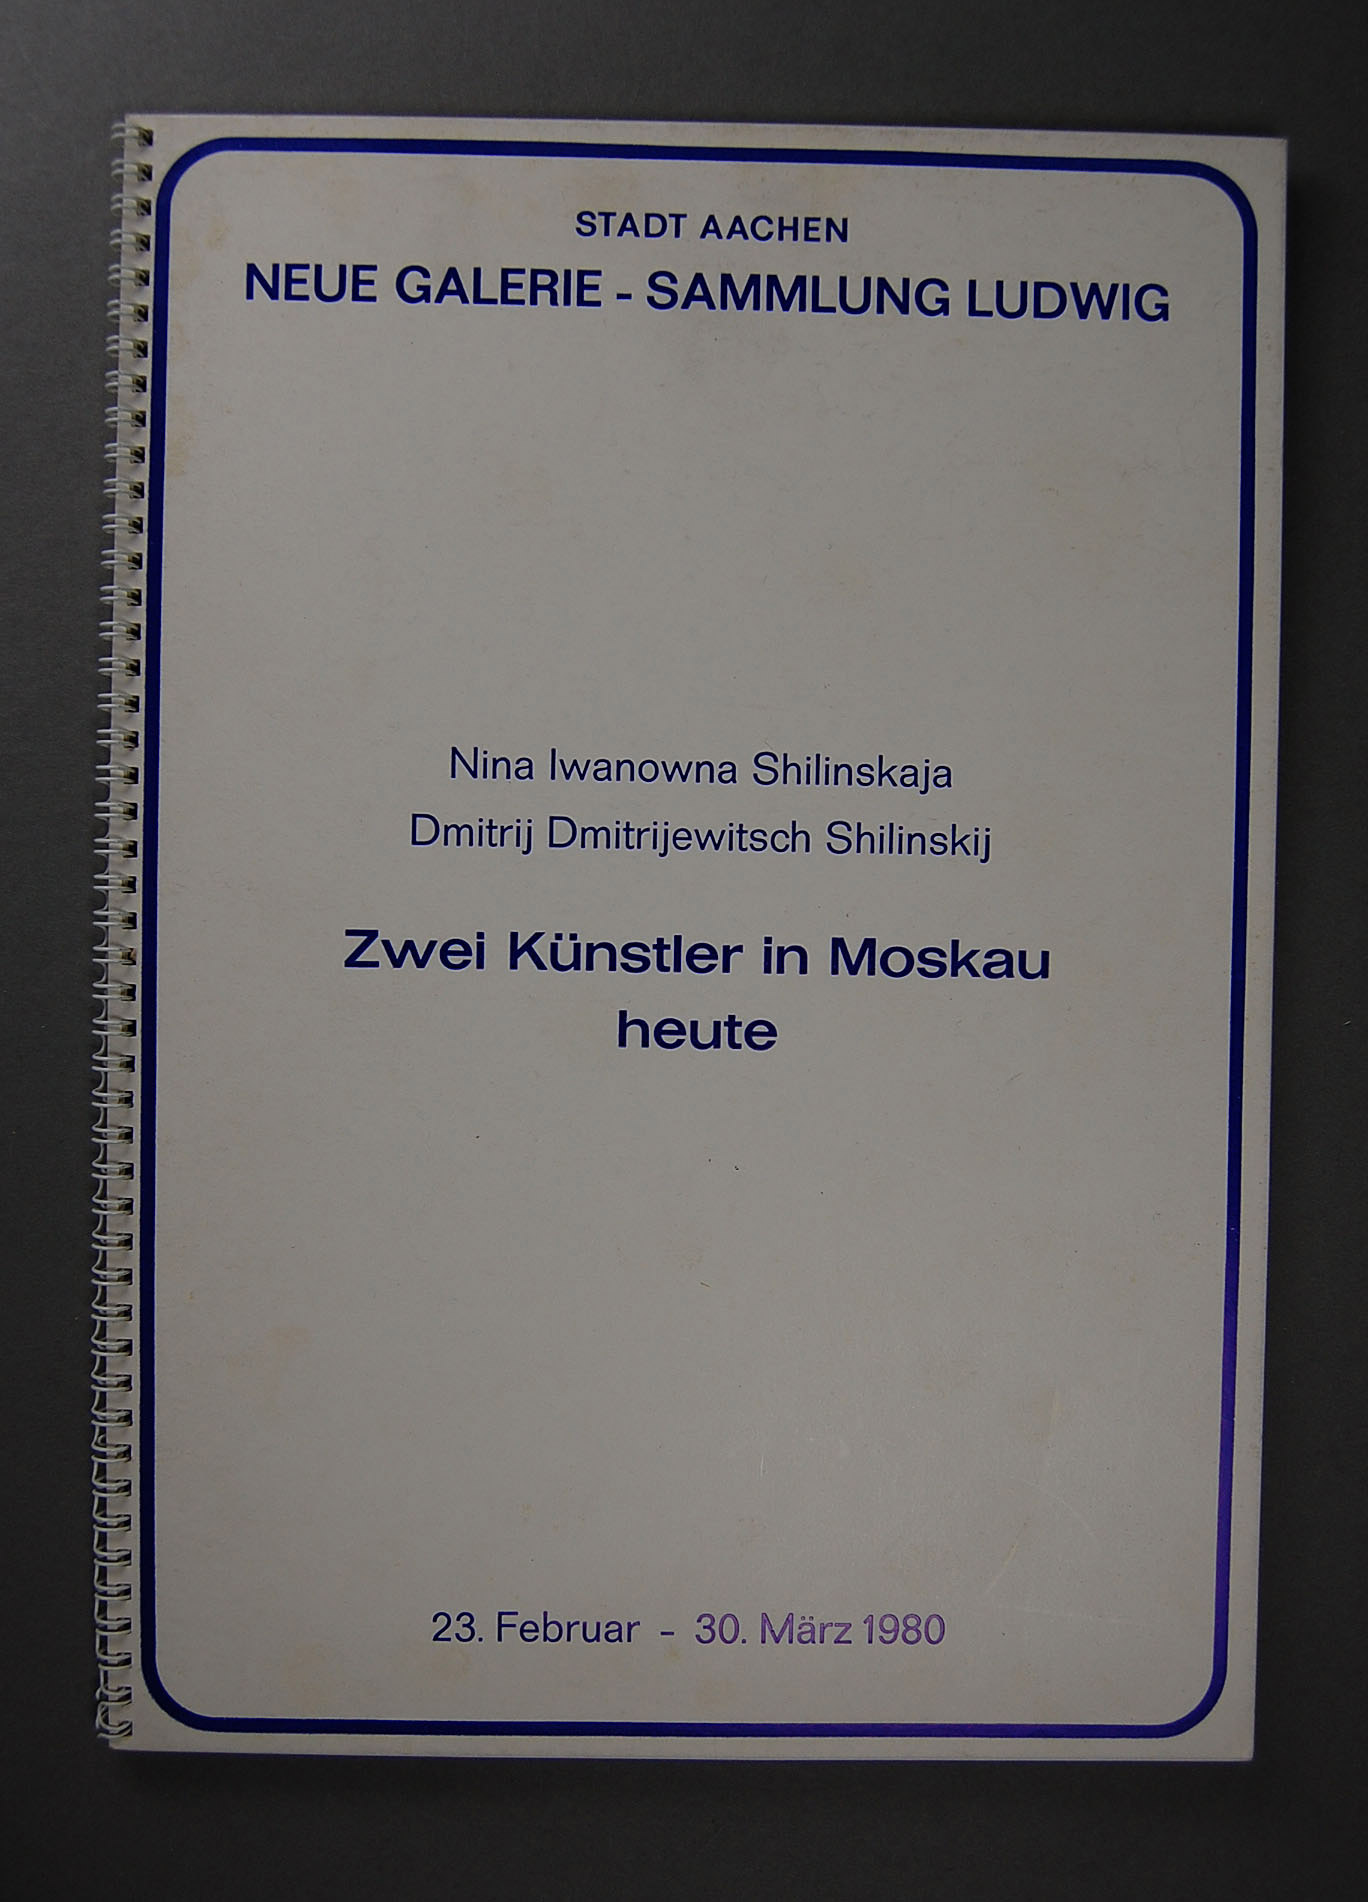 STADT AACHEN
NEUE GALERIE - SAMMLUNG LUDWIG
Nina Iwanowna Shilinskaja
Dmitrij Dmitrijewitsch Shilinskij
Zwei Künstler in Moskau
heute
23. Februar - 30. März 1980